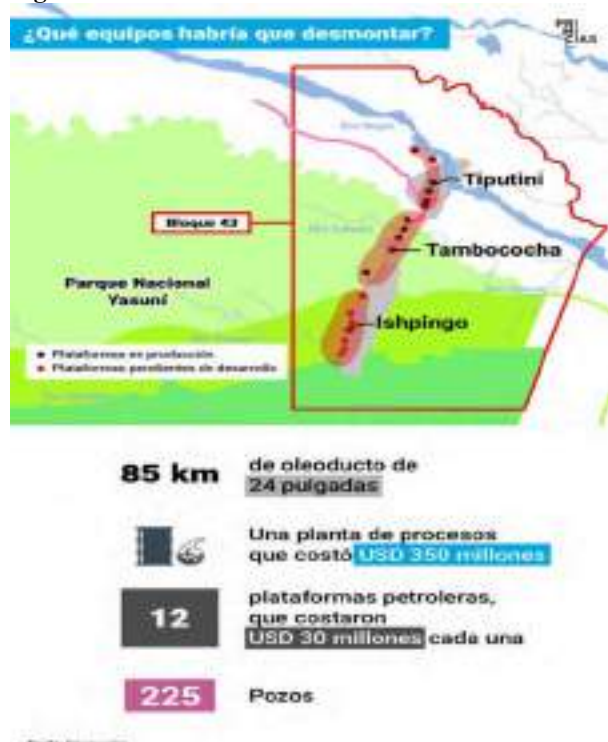 ¿Qué equipos habría que desmontar?
Tiputini
Bloque 43
Tambococha
Parque Nacional
Yasuní
Ishpingo
Plataformas en producción
Plataformas pendientes de desarrollo
85 km
de oleoducto de
24 pulgadas
Una planta de procesos
que costó USD 350 millones
12
plataformas petroleras,
que costaron
USD 30 millones cada una
225
Pozos